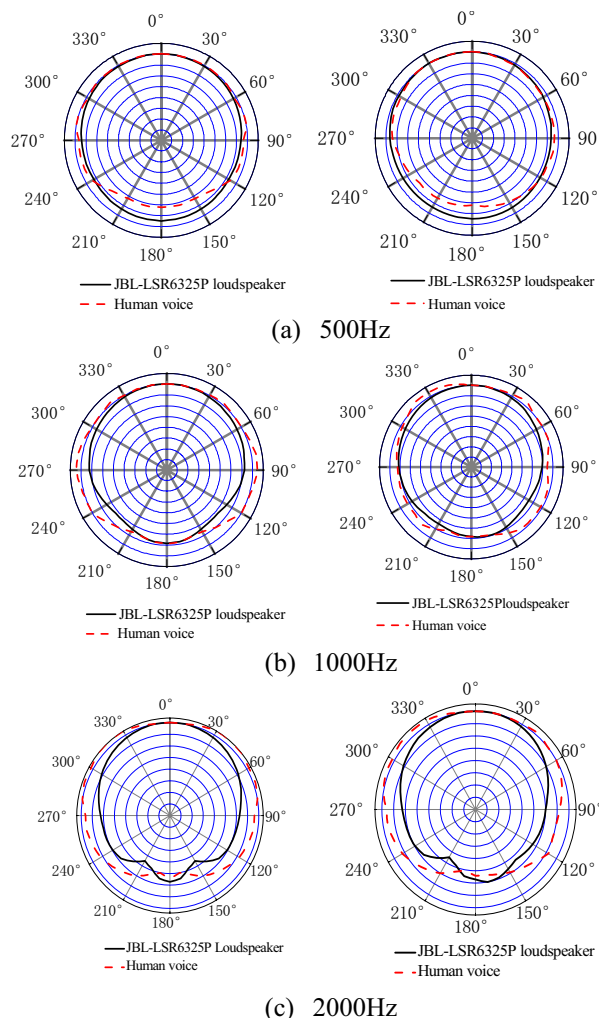 0° 0°
330° 30° 330° 30°
300° 60° 300° 60°
270° 90° 270° 90°
240° 120° 240° 120°
210° 150° 210° 150°
180° 180°
JBL-LSR6325P loudspeaker JBL-LSR6325P loudspeaker
Human voice Human voice
(a) 500Hz
0° 0°
330° 30° 330° 30°
300° 60° 300° 60°
270° 90° 270° 90°
240° 120° 240° 120°
210° 150° 210° 150°
180° 180°
JBL-LSR6325P loudspeaker JBL-LSR6325Ploudspeaker
Human voice Human voice
(b) 1000Hz
0° 0°
330° 30° 330° 30°
300° 60° 300° 60°
270° 90° 270° 90°
240° 120° 240° 120°
210° 150° 210° 150°
180° 180°
JBL-LSR6325P Loudspeaker JBL-LSR6325P loudspeaker
Human voice Human voice
(c) 2000Hz